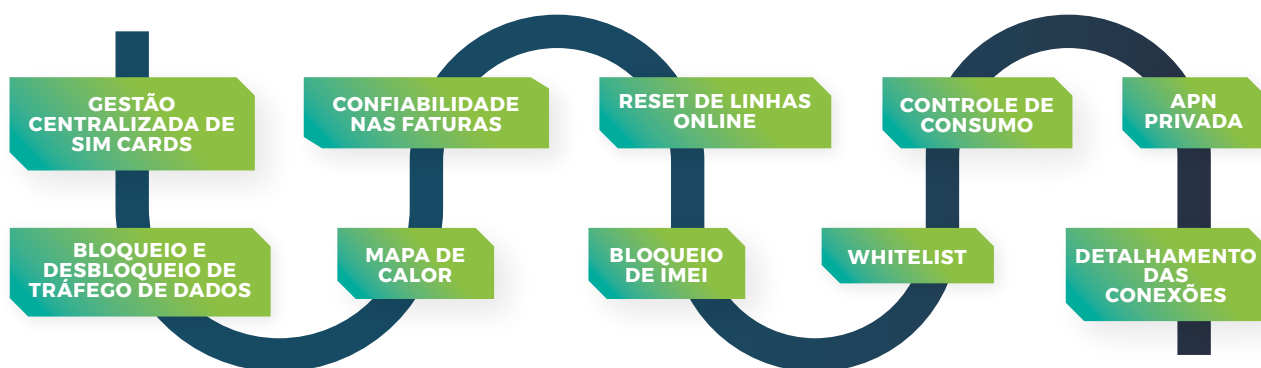 GESTÃO
CENTRALIZADA DE
SIM CARDS
BLOQUEIO E
DESBLOQUEIO DE
TRÁFEGO DE DADOS
MAPA DE
CALOR
CONFIABILIDADE
NAS FATURAS
RESET DE LINHAS
ONLINE
BLOQUEIO
DE IMEI
WHITELIST
CONTROLE DE
CONSUMO
APN
PRIVADA
DETALHAMENTO
DAS
CONEXÕES